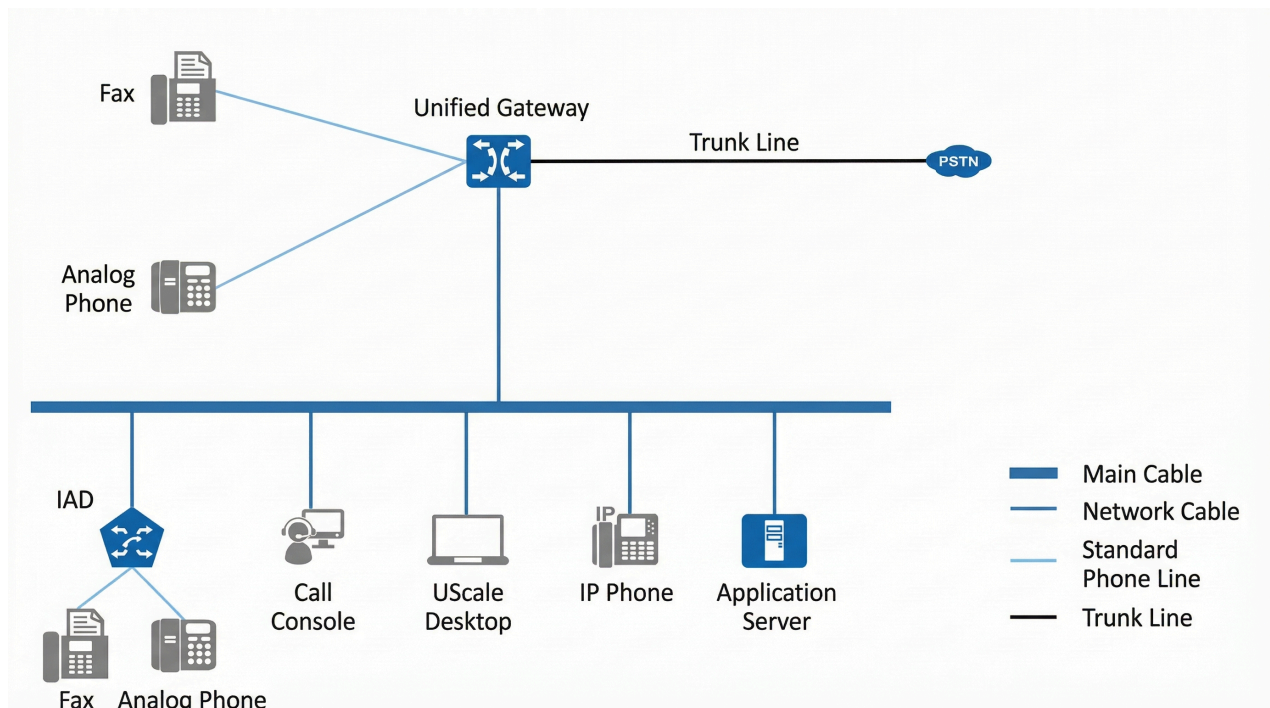 Fax
Unified Gateway
Trunk Line
PSTN
Analog
Phone
IAD
IP
Call
Console
UScale
Desktop
IP Phone
Application
Server
Fax
Analog Phone
Main Cable
Network Cable
Standard
Phone Line
Trunk Line